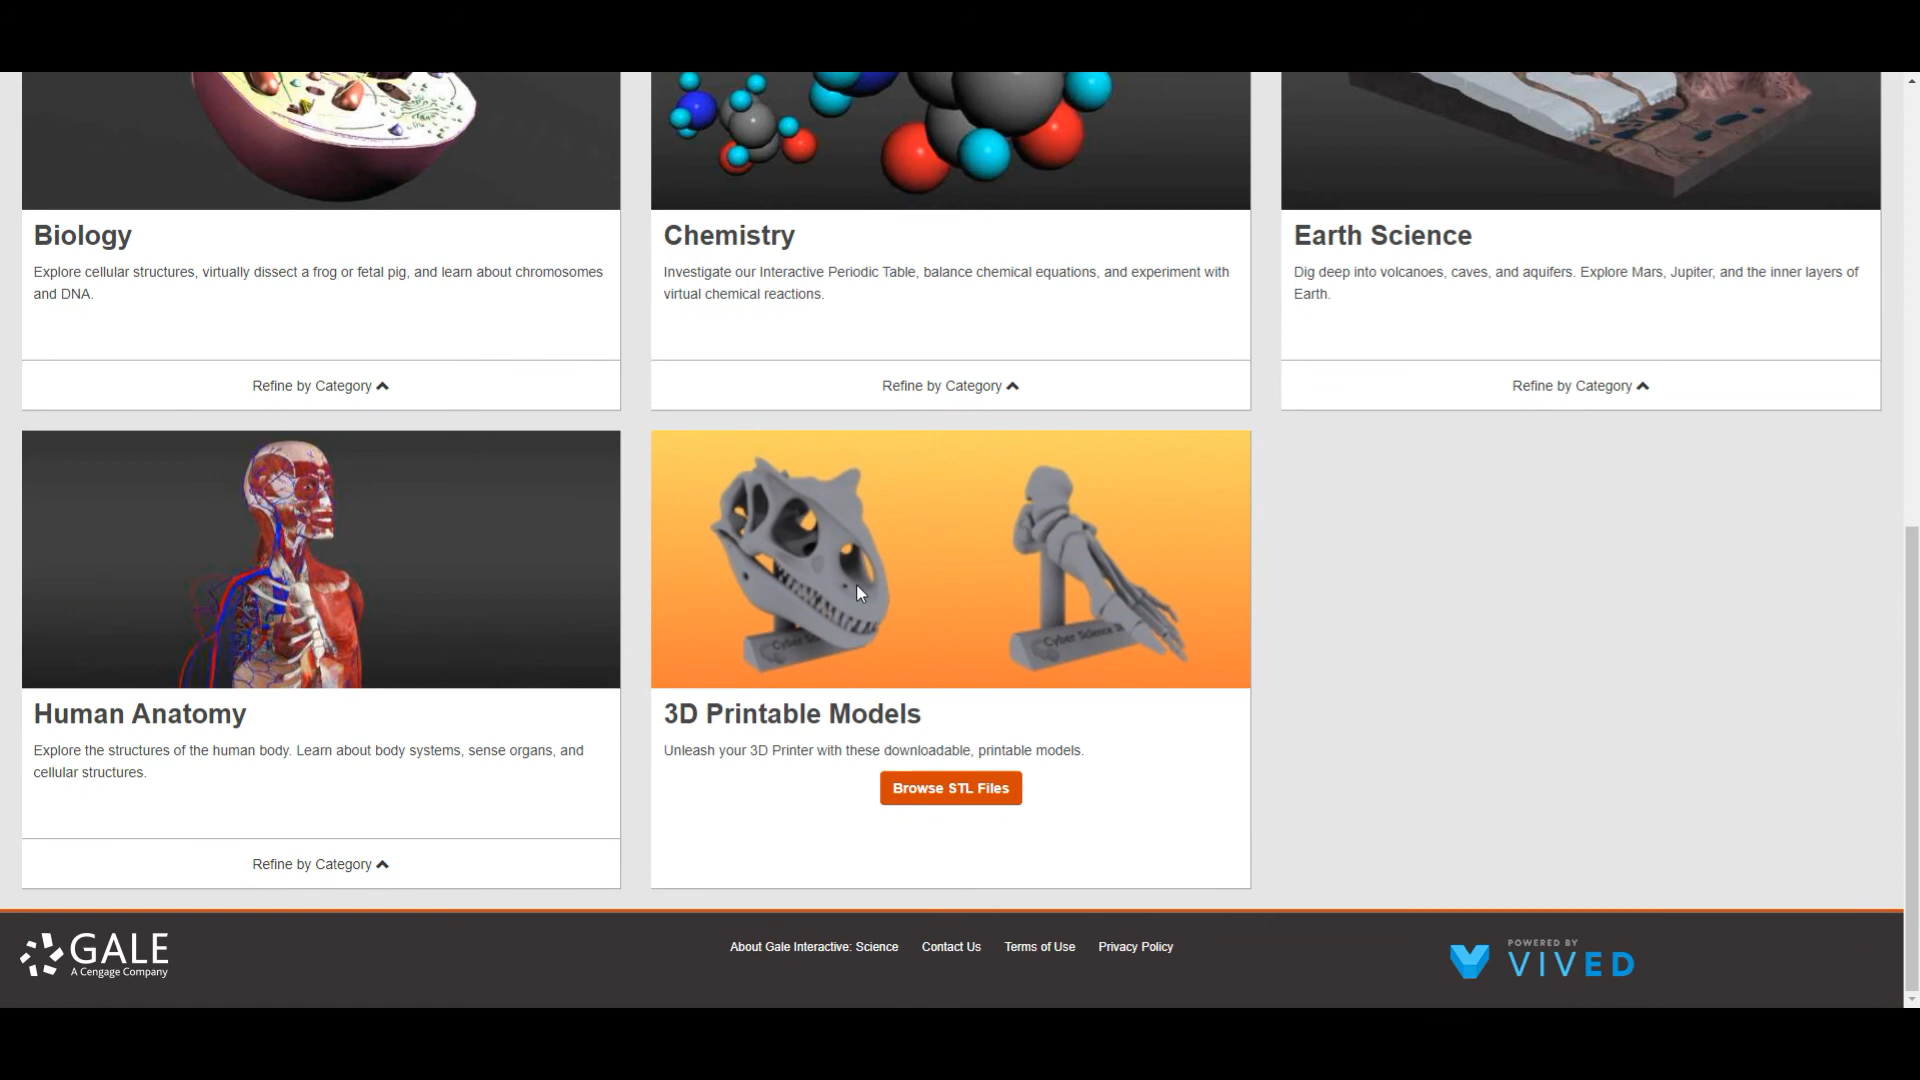 Biology
Explore cellular structures, virtually dissect a frog or fetal pig, and learn about chromosomes
and DNA.
Refine by Category
Chemistry
Investigate our Interactive Periodic Table, balance chemical equations, and experiment with
virtual chemical reactions.
Refine by Category
Earth Science
Dig deep into volcanoes, caves, and aquifers. Explore Mars, Jupiter, and the inner layers of
Earth.
Refine by Category
Human Anatomy
Explore the structures of the human body. Learn about body systems, sense organs, and
cellular structures.
Refine by Category
Cyber
Cyber Science
3D Printable Models
Unleash your 3D Printer with these downloadable, printable models.
Browse STL Files
GALE
A Cengage Company
About Gale Interactive: Science Contact Us Terms of Use Privacy Policy
POWERED BY
VIVED